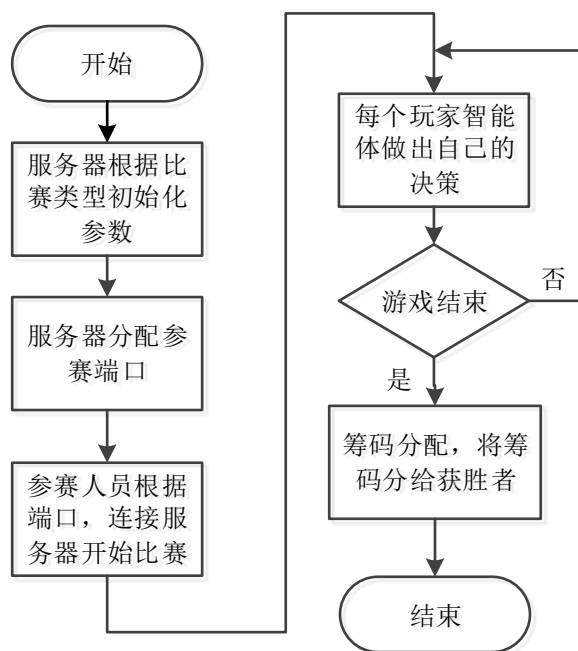 开始
服务器根据比
赛类型初始化
参数
服务器分配参
赛端口
参赛人员根据
端口，连接服
务器开始比赛
每个玩家智能
体做出自己的
决策
游戏结束
否
是
筹码分配，将筹
码分给获胜者
结束